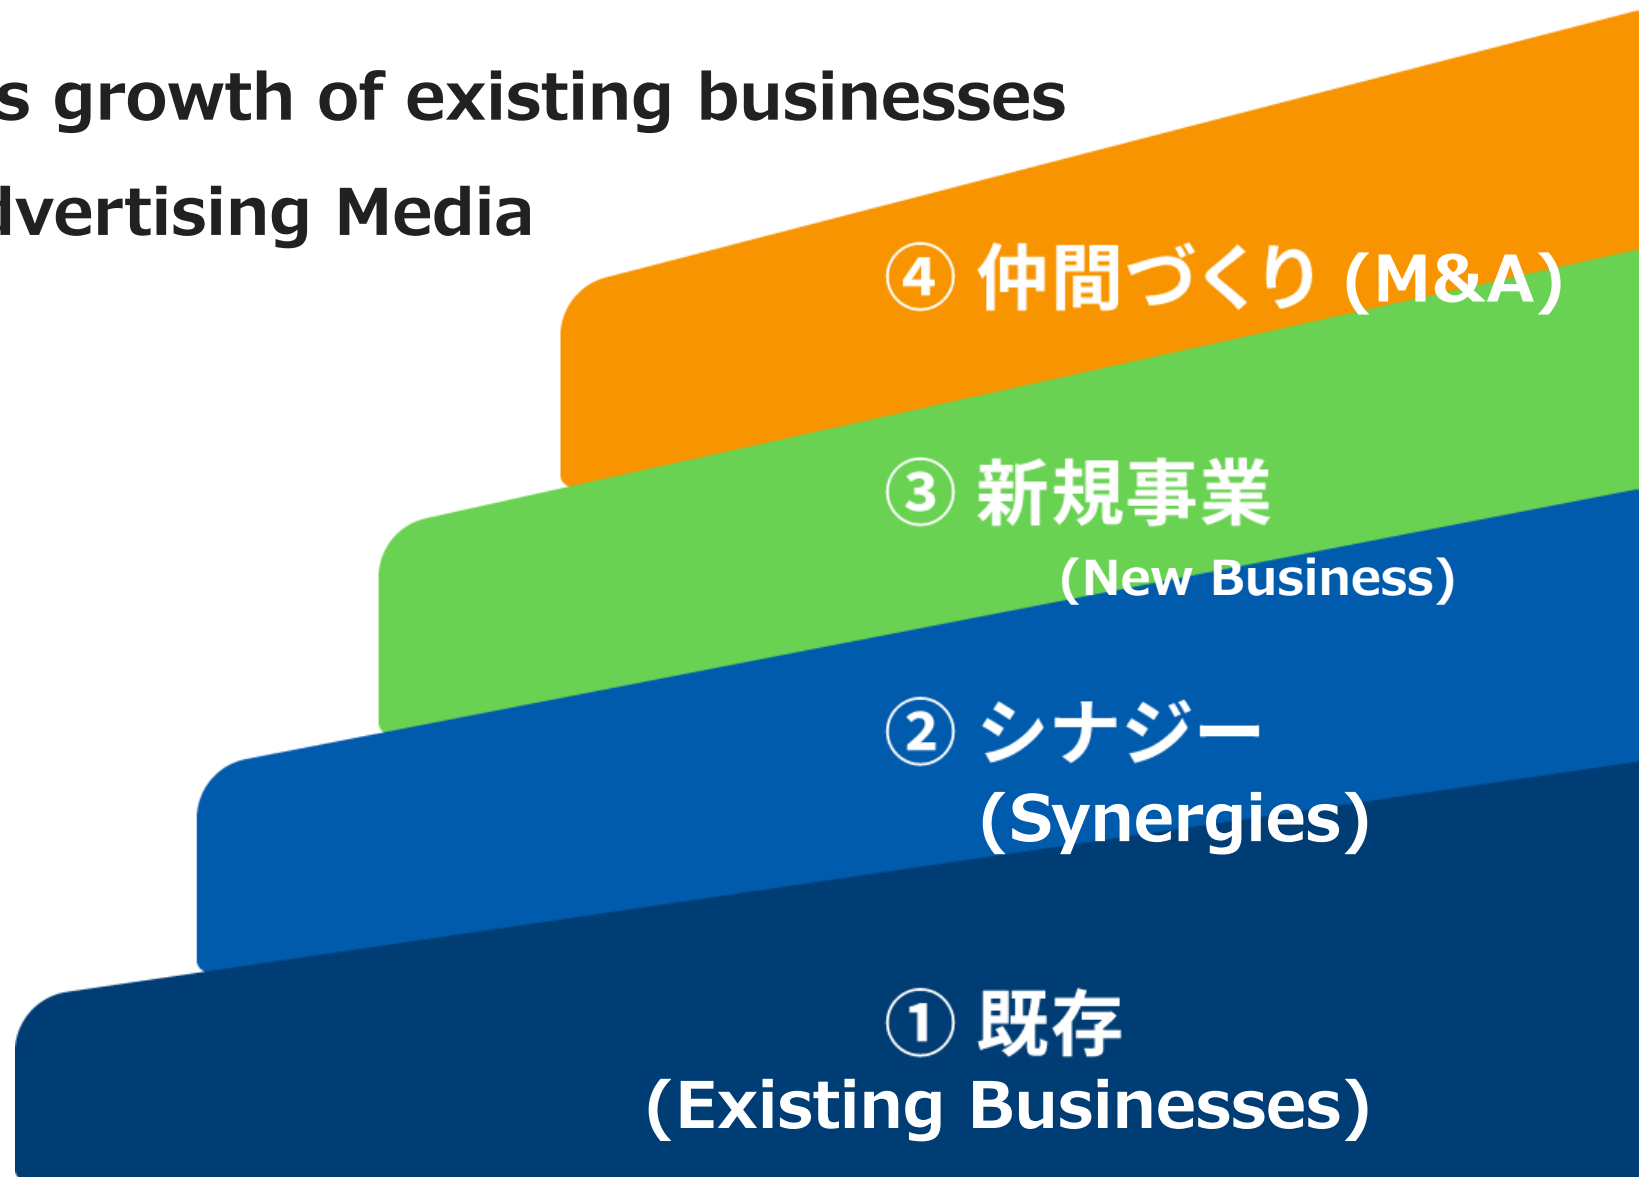 growth of existing businesses
Media
④ 仲間づくり (M&A)
③ 新規事業
(New Business)
② シナジー
(Synergies)
① 既存
(Existing Businesses)